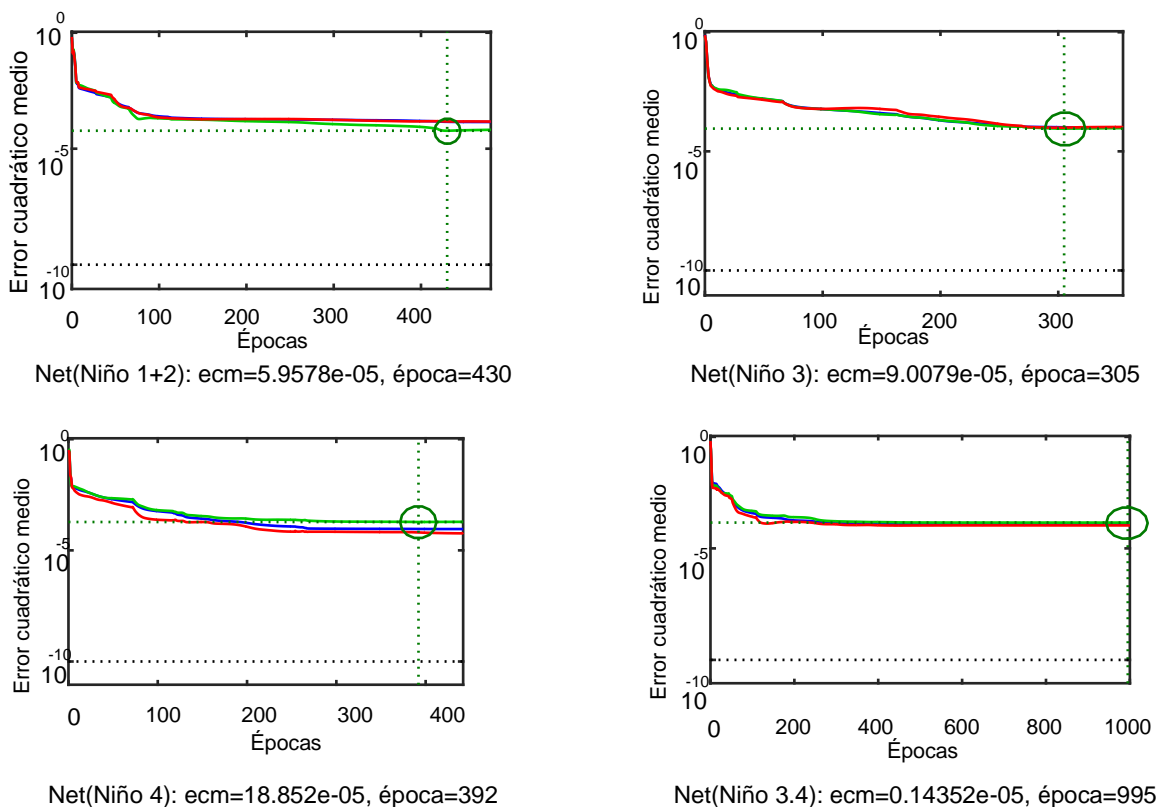 Error cuadrático medio
10^0
10^-5
10^-10
0 100 200 300 400
Épocas
Net(Niño 1+2): ecm=5.9578e-05, época=430
Error cuadrático medio
10^0
10^-5
10^-10
0 100 200 300
Épocas
Net(Niño 3): ecm=9.0079e-05, época=305
Error cuadrático medio
10^0
10^-5
10^-10
0 100 200 300 400
Épocas
Net(Niño 4): ecm=18.852e-05, época=392
Error cuadrático medio
10^0
10^-5
10^-10
0 200 400 600 800 1000
Épocas
Net(Niño 3.4): ecm=0.14352e-05, época=995